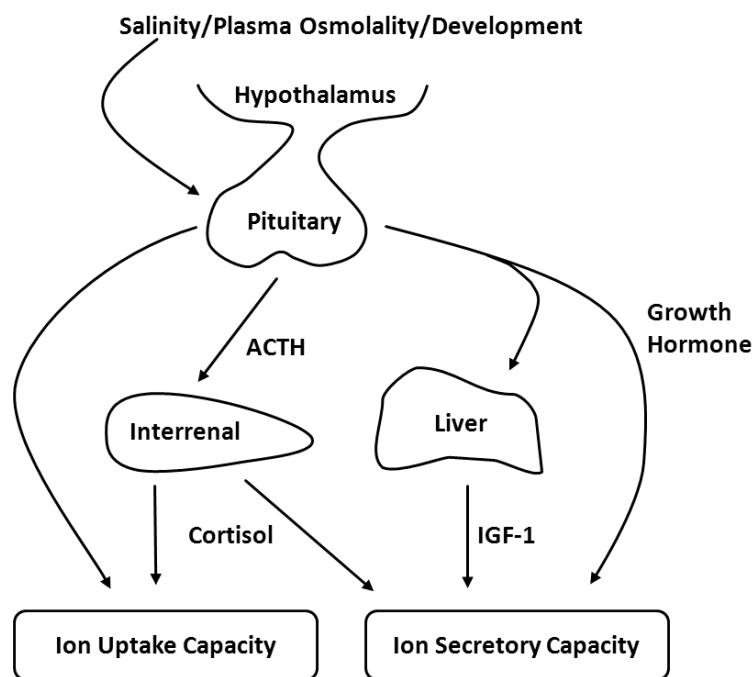 Salinity/Plasma Osmolality/Development
Hypothalamus
Pituitary
Growth
Hormone
ACTH
Interrenal
Liver
Cortisol
IGF-1
Ion Uptake Capacity
Ion Secretory Capacity